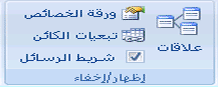 علاقات
ورقة الخصائص
تبعيات الكائن
شريط الرسائل
إظهار/إخفاء